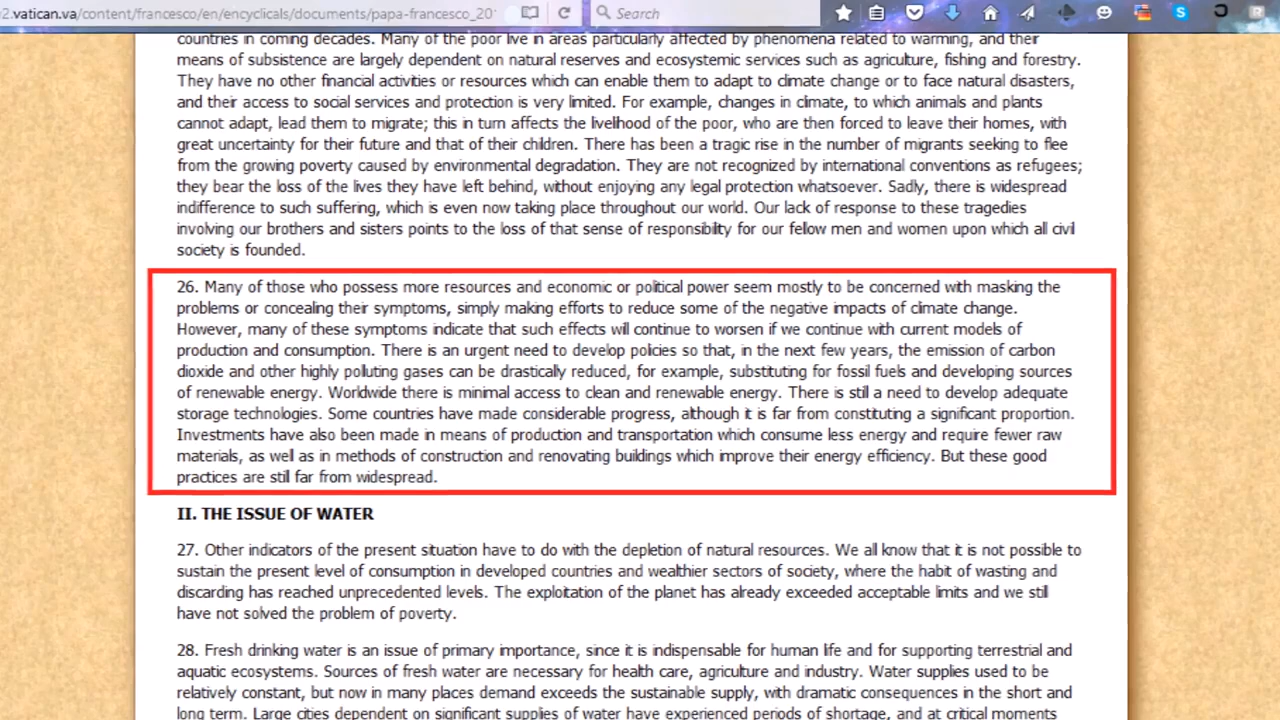 2.vatican.va/content/francesco/en/encyclicals/documents/papa-francesco_20
Search
countries in coming decades. Many of the poor live in areas particularly affected by phenomena related to warming, and their
means of subsistence are largely dependent on natural reserves and ecosystemic services such as agriculture, fishing and forestry.
They have no other financial activities or resources which can enable them to adapt to climate change or to face natural disasters,
and their access to social services and protection is very limited. For example, changes in climate, to which animals and plants
cannot adapt, lead them to migrate; this in turn affects the livelihood of the poor, who are then forced to leave their homes, with
great uncertainty for their future and that of their children. There has been a tragic rise in the number of migrants seeking to flee
from the growing poverty caused by environmental degradation. They are not recognized by international conventions as refugees;
they bear the loss of the lives they have left behind, without enjoying any legal protection whatsoever. Sadly, there is widespread
indifference to such suffering, which is even now taking place throughout our world. Our lack of response to these tragedies
involving our brothers and sisters points to the loss of that sense of responsibility for our fellow men and women upon which all civil
society is founded.
26. Many of those who possess more resources and economic or political power seem mostly to be concerned with masking the
problems or concealing their symptoms, simply making efforts to reduce some of the negative impacts of climate change.
However, many of these symptoms indicate that such effects will continue to worsen if we continue with current models of
production and consumption. There is an urgent need to develop policies so that, in the next few years, the emission of carbon
dioxide and other highly polluting gases can be drastically reduced, for example, substituting for fossil fuels and developing sources
of renewable energy. Worldwide there is minimal access to clean and renewable energy. There is still a need to develop adequate
storage technologies. Some countries have made considerable progress, although it is far from constituting a significant proportion.
Investments have also been made in means of production and transportation which consume less energy and require fewer raw
materials, as well as in methods of construction and renovating buildings which improve their energy efficiency. But these good
practices are still far from widespread.
II. THE ISSUE OF WATER
27. Other indicators of the present situation have to do with the depletion of natural resources. We all know that it is not possible to
sustain the present level of consumption in developed countries and wealthier sectors of society, where the habit of wasting and
discarding has reached unprecedented levels. The exploitation of the planet has already exceeded acceptable limits and we still
have not solved the problem of poverty.
28. Fresh drinking water is an issue of primary importance, since it is indispensable for human life and for supporting terrestrial and
aquatic ecosystems. Sources of fresh water are necessary for health care, agriculture and industry. Water supplies used to be
relatively constant, but now in many places demand exceeds the sustainable supply, with dramatic consequences in the short and
long term. Large cities dependent on significant supplies of water have experienced periods of shortage, and at critical moments